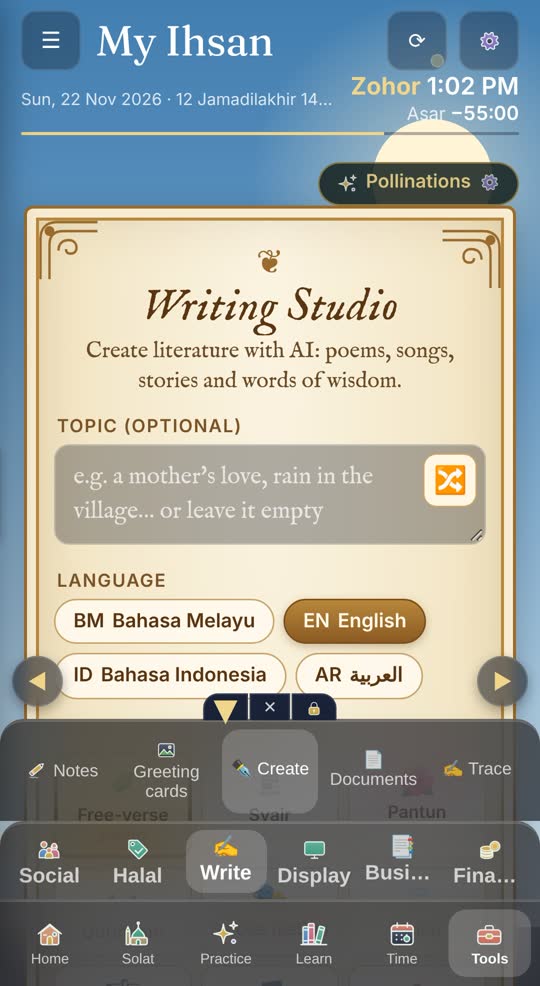 My Ihsan
Sun, 22 Nov 2026 · 12 Jamadilakhir 14...
Zohor 1:02 PM
Asar −55:00
Pollinations
Writing Studio
Create literature with AI: poems, songs,
stories and words of wisdom.
TOPIC (OPTIONAL)
e.g. a mother's love, rain in the
village... or leave it empty
LANGUAGE
BM Bahasa Melayu
EN English
ID Bahasa Indonesia
AR العربية
Notes
Greeting
cards
Create
Documents
Trace
Free-verse
Syair
Pantun
Social
Halal
Write
Display
Busi...
Fina...
Home
Solat
Practice
Learn
Time
Tools